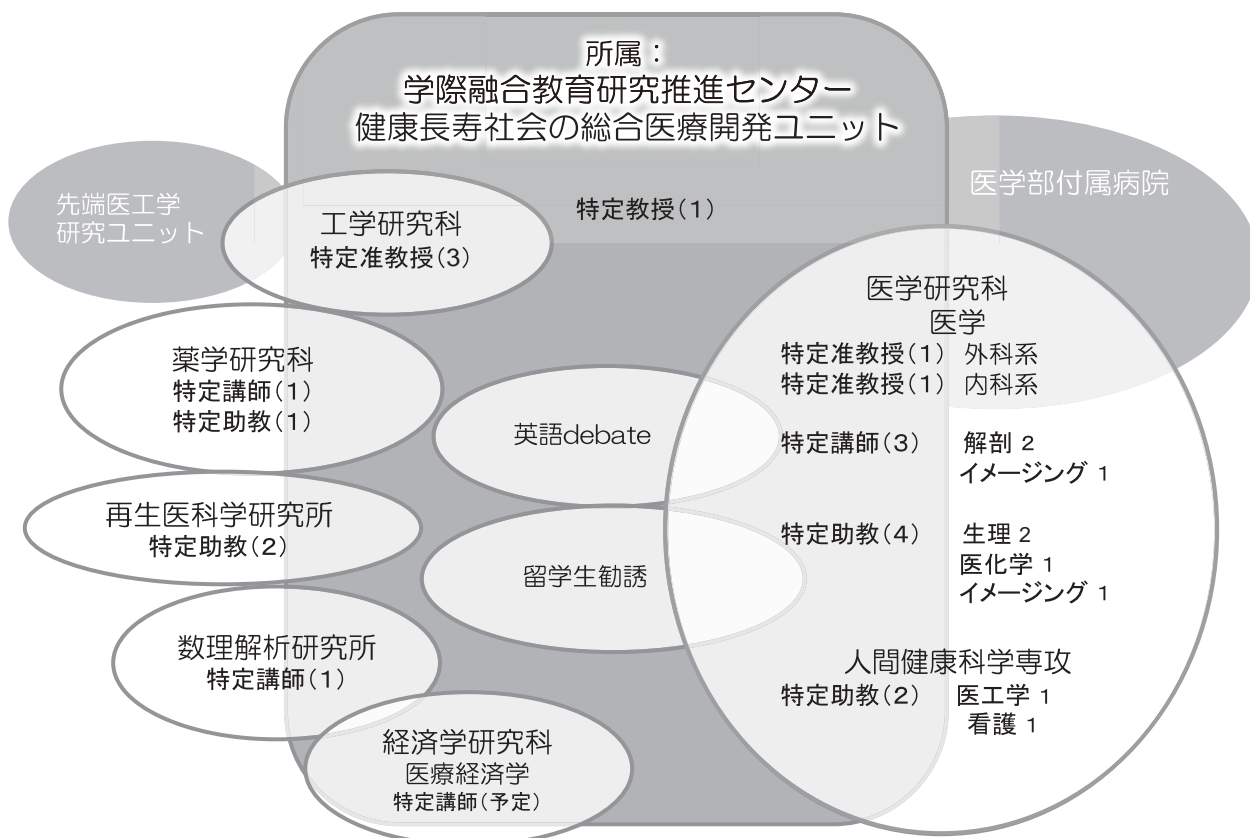 所属：
学際融合教育研究推進センター
健康長寿社会の総合医療開発ユニット
先端医工学
研究ユニット
工学研究科
特定准教授(3)
特定教授(1)
医学部付属病院
薬学研究科
特定講師(1)
特定助教(1)
英語debate
再生医科学研究所
特定助教(2)
留学生勧誘
数理解析研究所
特定講師(1)
経済学研究科
医療経済学
特定講師(予定)
医学研究科
医学
特定准教授(1) 外科系
特定准教授(1) 内科系
特定講師(3) 解剖 2
イメージング 1
特定助教(4) 生理 2
医化学 1
イメージング 1
人間健康科学専攻
特定助教(2) 医工学 1
看護 1